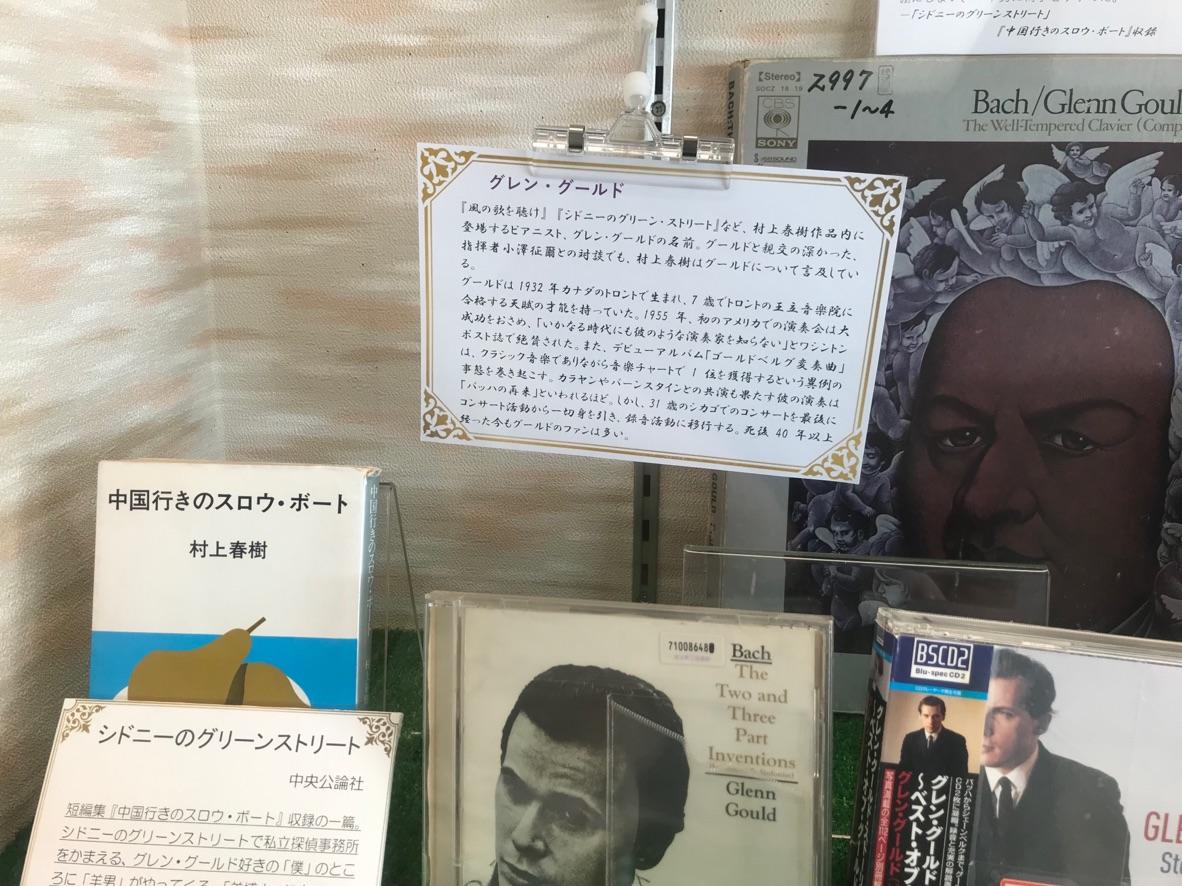 ―「シドニーのグリーンストリート」
『中国行きのスロウ・ボート』収録
【Stereo】
SOCZ 18 19
Z997
-1~4
CBS
SONY
Bach/Glenn Goul
The Well-Tempered Clavier (Comp
グレン・グールド
『風の歌を聴け』『シドニーのグリーン・ストリート』など、村上春樹作品内に
登場するピアニスト、グレン・グールドの名前。グールドと親交の深かった、
指揮者小澤征爾との対談でも、村上春樹はグールドについて言及してい
る。
グールドは 1932 年カナダのトロントで生まれ、7 歳でトロントの王立音楽院に
合格する天賦の才能を持っていた。1955 年、初のアメリカでの演奏会は大
成功をおさめ、「いかなる時代にも彼のような演奏家を知らない」とワシントン
ポスト誌で絶賛された。また、デビューアルバム「ゴールドベルグ変奏曲」
は、クラシック音楽でありながら音楽チャートで 1 位を獲得するという異例の
事態を巻き起こす。カラヤンやバーンスタインとの共演も果たす彼の演奏は
「バッハの再来」といわれるほど。しかし、31 歳のシカゴでのコンサートを最後に
コンサート活動から一切身を引き、録音活動に移行する。死後 40 年以上
経った今もグールドのファンは多い。
中国行きのスロウ・ボート
村上春樹
中国行きのスロウ・
シドニーのグリーンストリート
中央公論社
短編集『中国行きのスロウ・ボート』収録の一篇。
シドニーのグリーンストリートで私立探偵事務所
をかまえる、グレン・グールド好きの「僕」のとこ
ろに「羊男」がやってくる。
71008648
Bach
The
Two and
Three
Part
Inventions
Glenn
Gould
BSCD2
Blu-spec CD2
グレン・グールド
～ベスト・オブ
グレン・グールド
GLE
St